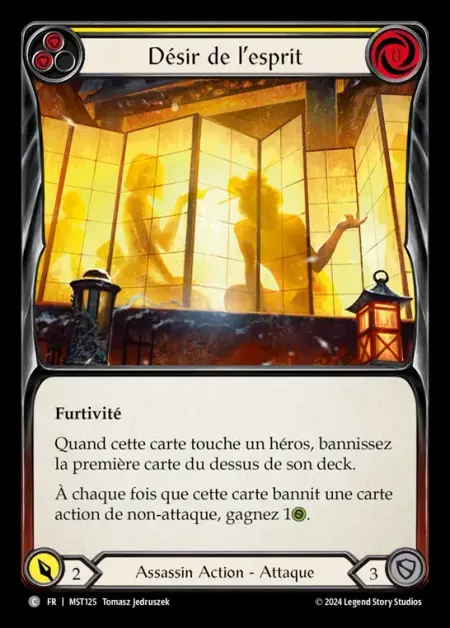 Désir de l'esprit
0
Furtivité
Quand cette carte touche un héros, bannissez
la première carte du dessus de son deck.
À chaque fois que cette carte bannit une carte
action de non-attaque, gagnez 1.
2
Assassin Action - Attaque
3
C FR | MST125 Tomasz Jedruszek
© 2024 Legend Story Studios